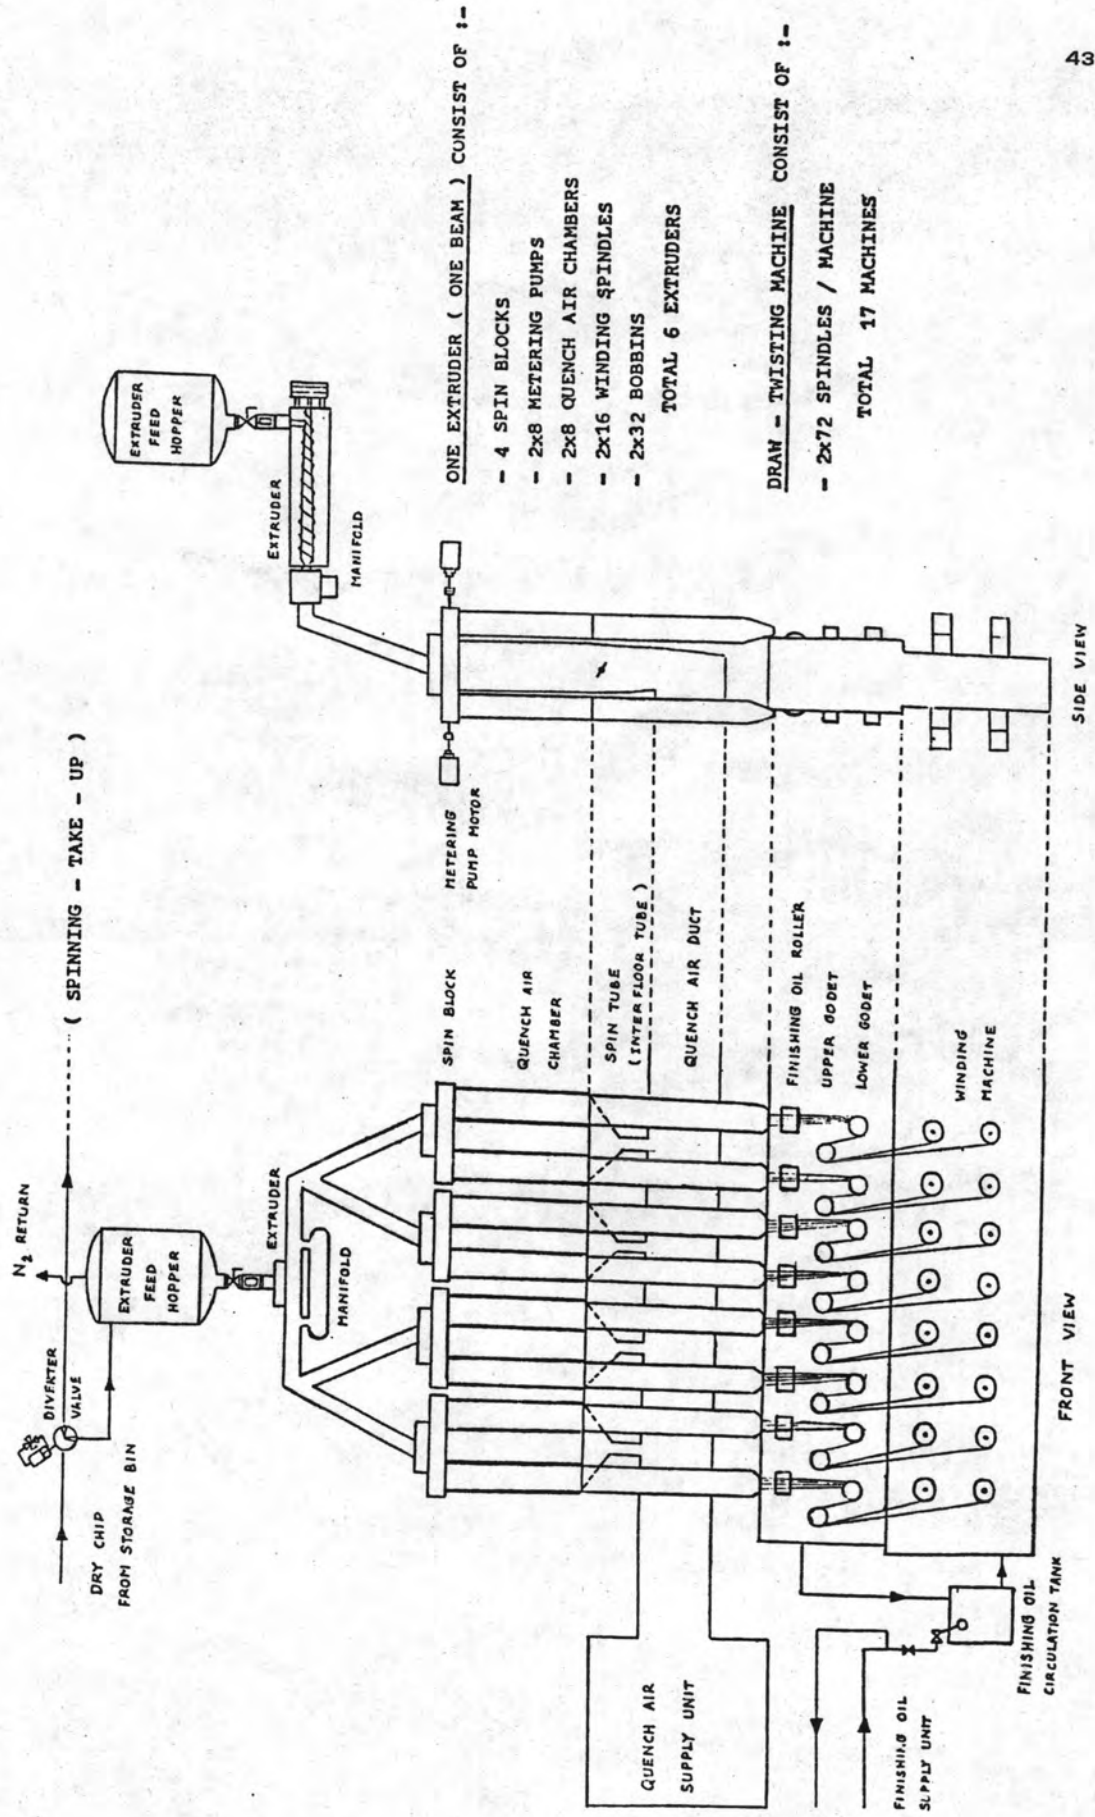 43
( SPINNING - TAKE - UP )
N2 RETURN
DIVERTER
VALVE
DRY CHIP
FROM STORAGE BIN
EXTRUDER
FEED
HOPPER
EXTRUDER
MANIFOLD
EXTRUDER
FEED
HOPPER
EXTRUDER
MANIFOLD
SPIN BLOCK
METERING
PUMP MOTOR
QUENCH AIR
CHAMBER
SPIN TUBE
( INTER FLOOR TUBE )
QUENCH AIR DUCT
FINISHING OIL ROLLER
UPPER GODET
LOWER GODET
WINDING
MACHINE
QUENCH AIR
SUPPLY UNIT
FINISHING OIL
SUPPLY UNIT
FINISHING OIL
CIRCULATION TANK
FRONT VIEW
SIDE VIEW
ONE EXTRUDER ( ONE BEAM ) CONSIST OF :-
- 4 SPIN BLOCKS
- 2x8 METERING PUMPS
- 2x8 QUENCH AIR CHAMBERS
- 2x16 WINDING SPINDLES
- 2x32 BOBBINS
TOTAL 6 EXTRUDERS
DRAW - TWISTING MACHINE CONSIST OF :-
- 2x72 SPINDLES / MACHINE
TOTAL 17 MACHINES